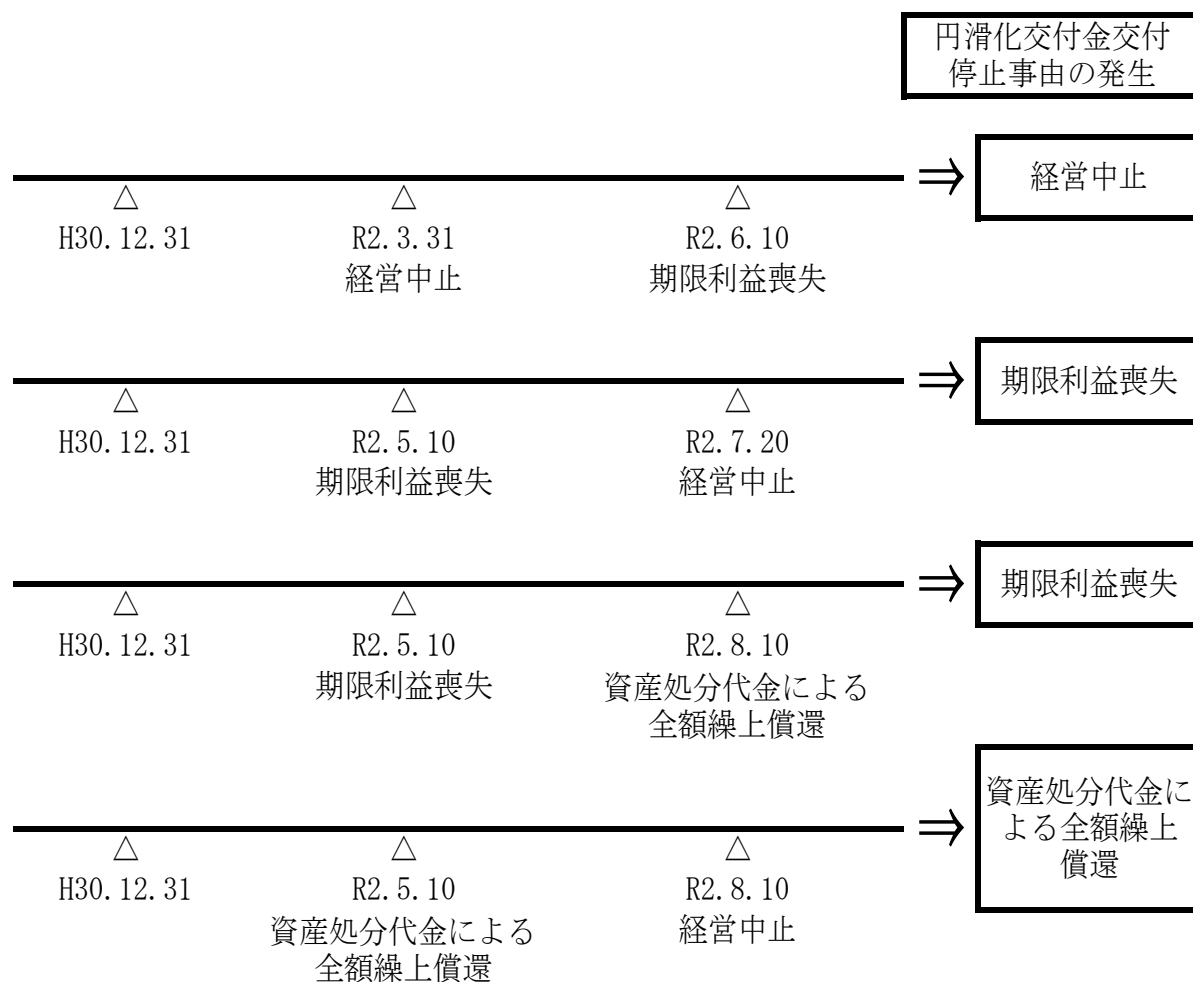 円滑化交付金交付
停止事由の発生
⇒ 経営中止
△ △ △
H30.12.31 R2.3.31 R2.6.10
経営中止 期限利益喪失
⇒ 期限利益喪失
△ △ △
H30.12.31 R2.5.10 R2.7.20
期限利益喪失 経営中止
⇒ 期限利益喪失
△ △ △
H30.12.31 R2.5.10 R2.8.10
期限利益喪失 資産処分代金による
全額繰上償還
資産処分代金に
⇒ よる全額繰上
償還
△ △ △
H30.12.31 R2.5.10 R2.8.10
資産処分代金による 経営中止
全額繰上償還